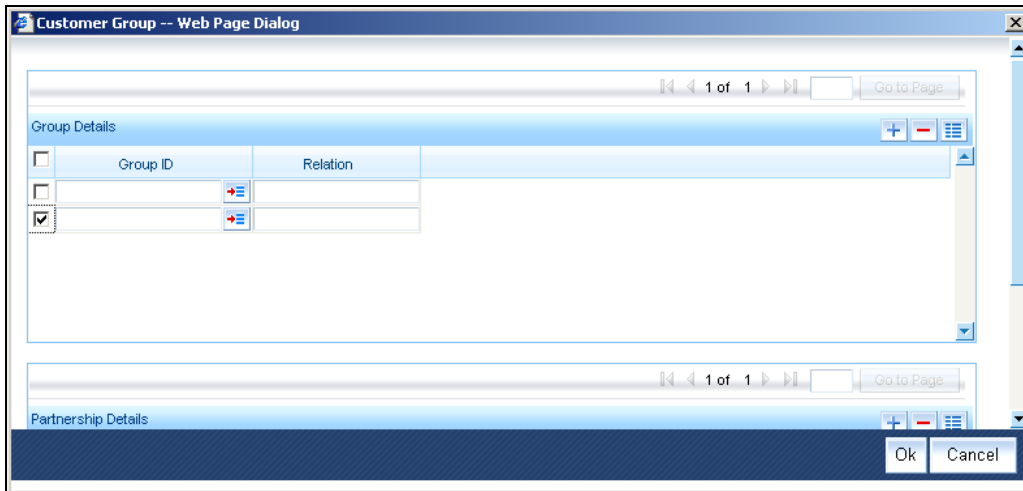 Customer Group -- Web Page Dialog
1 of 1 Go to Page
Group Details
Group ID Relation
1 of 1 Go to Page
Partnership Details
Ok Cancel